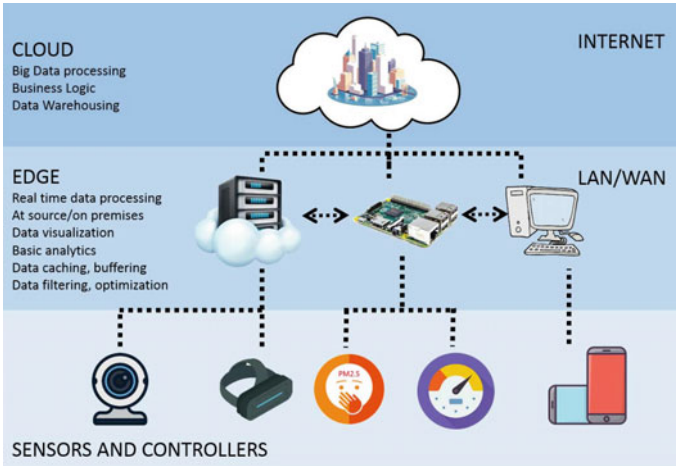 CLOUD
Big Data processing
Business Logic
Data Warehousing
INTERNET
EDGE
Real time data processing
At source/on premises
Data visualization
Basic analytics
Data caching, buffering
Data filtering, optimization
LAN/WAN
PM2.5
SENSORS AND CONTROLLERS